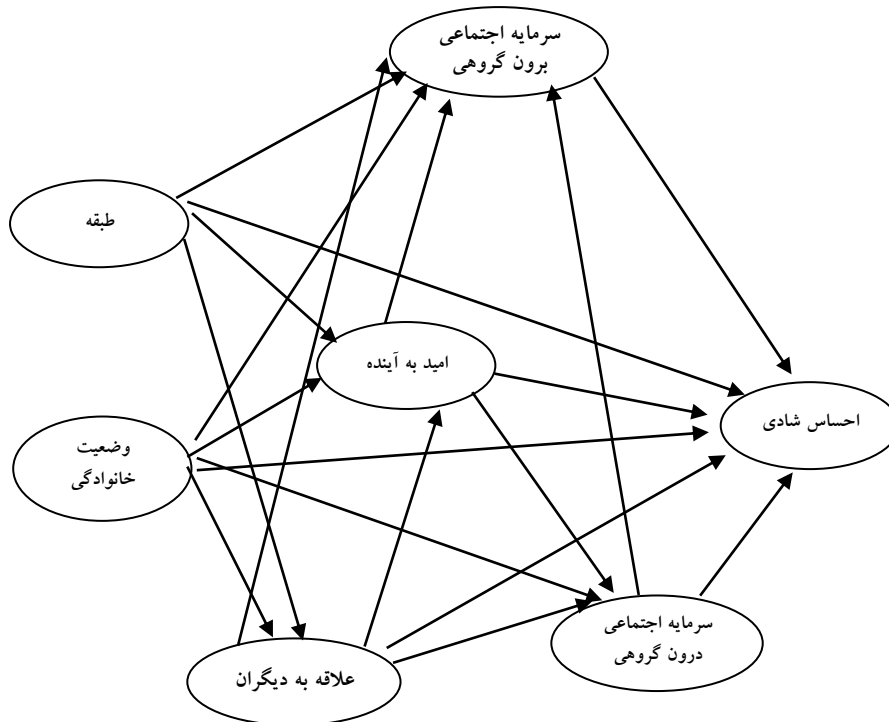 سرمایه اجتماعی
برون گروهی
طبقه
امید به آینده
احساس شادی
وضعیت
خانوادگی
سرمایه اجتماعی
درون گروهی
علاقه به دیگران